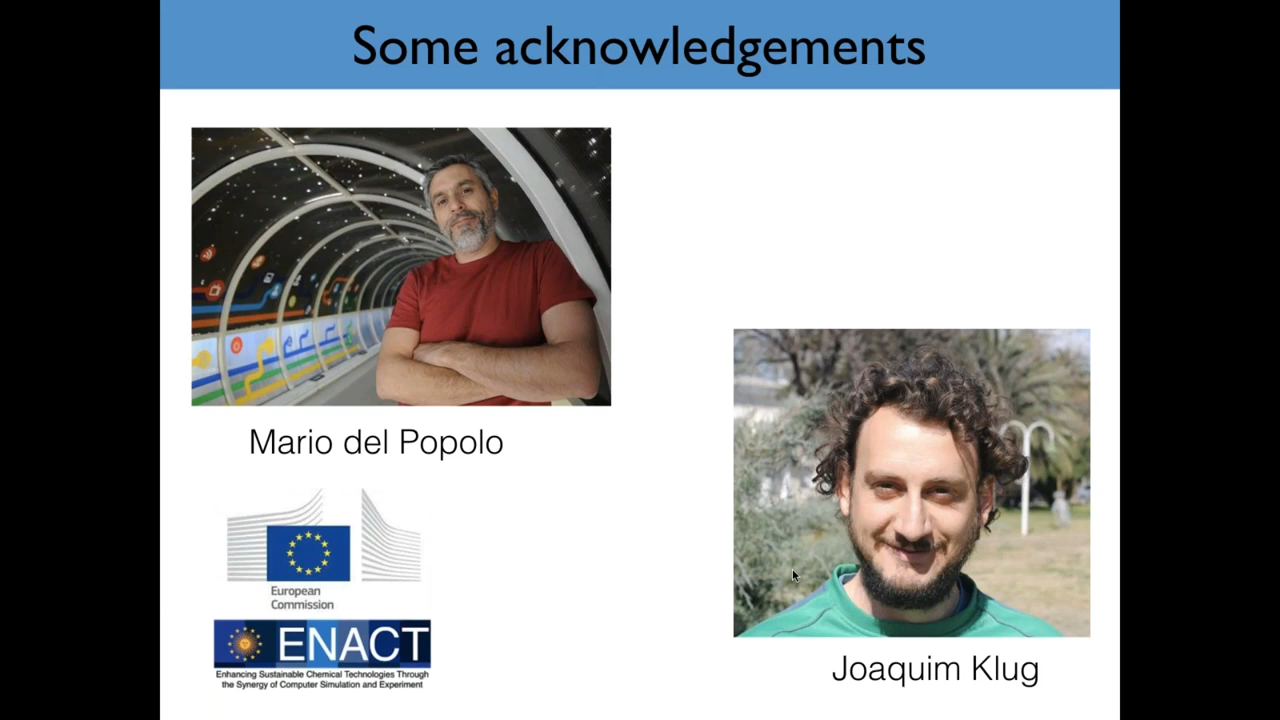 Some acknowledgements
Mario del Popolo
European
Commission
ENACT
Enhancing Sustainable Chemical Technologies Through
the Synergy of Computer Simulation and Experiment
Joaquim Klug